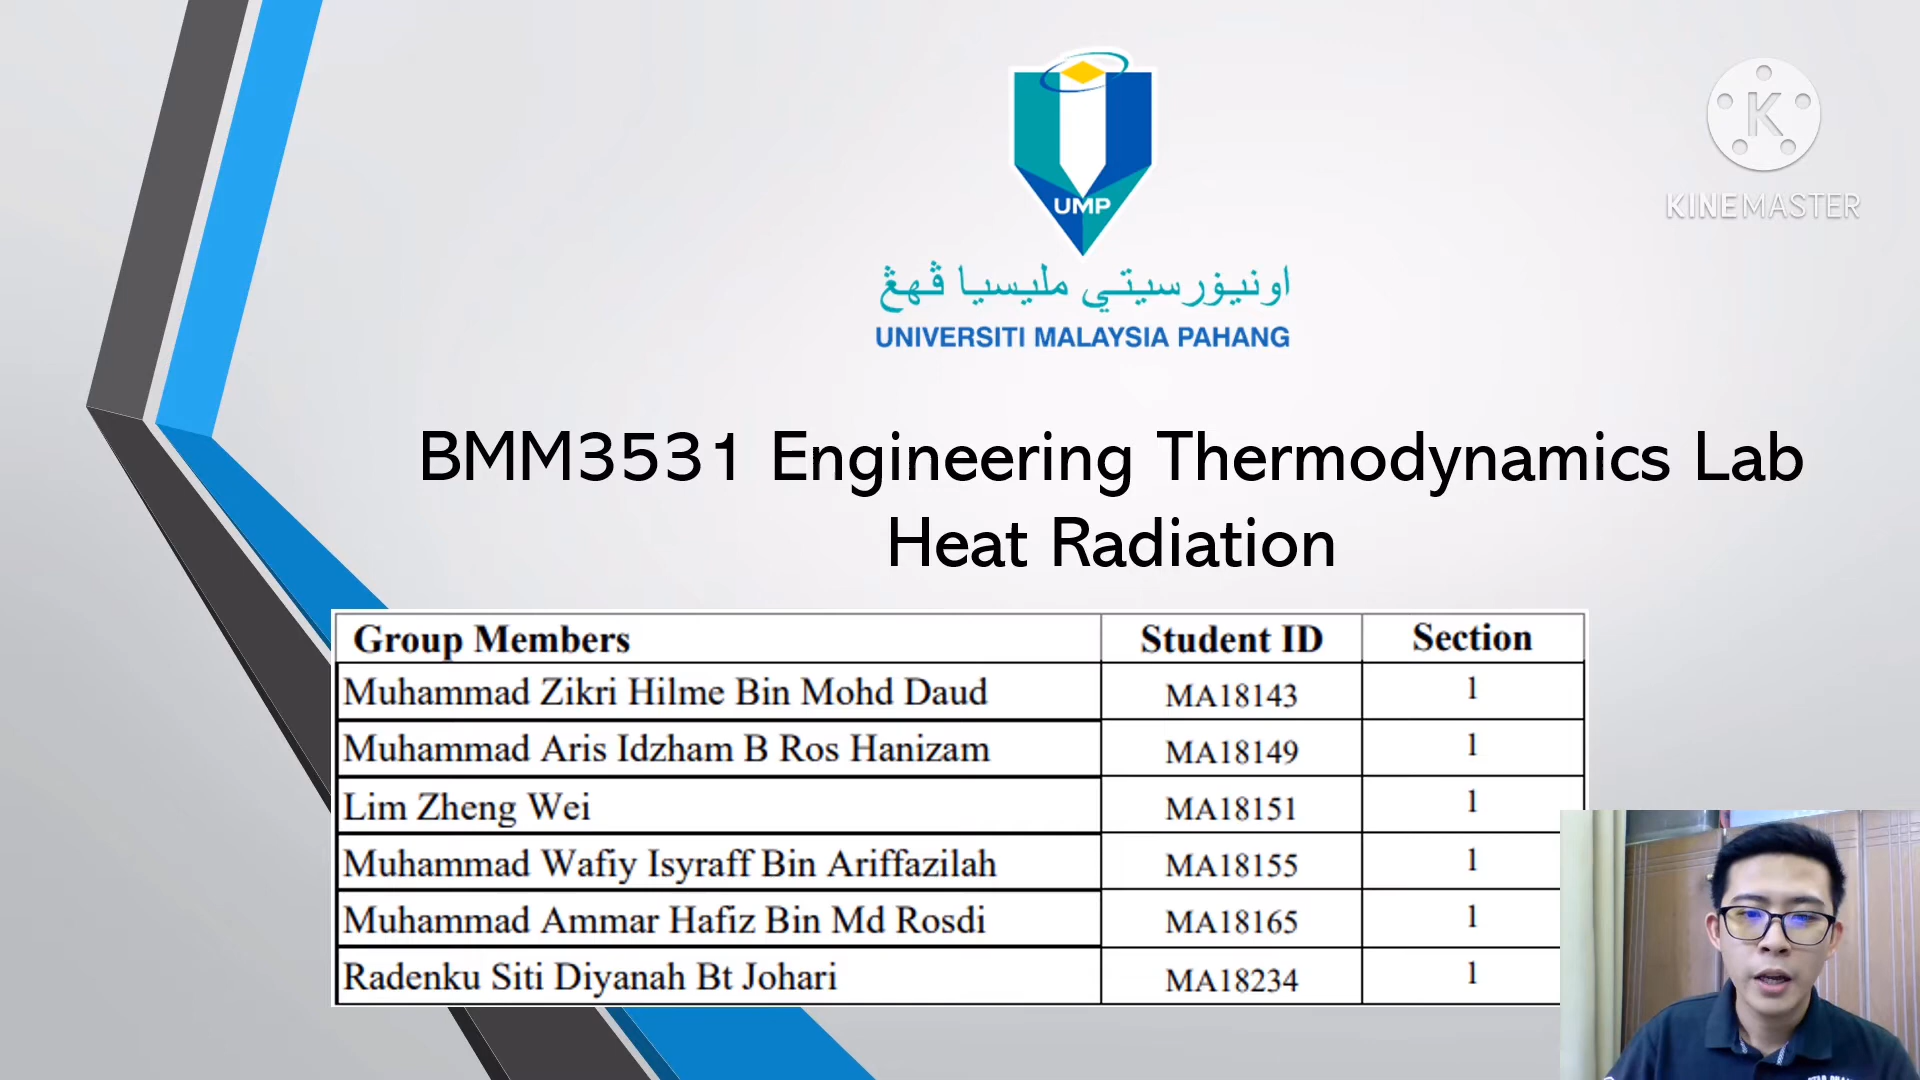 UMP
اونيۏرسيتي مليسيا ڤهڠ
UNIVERSITI MALAYSIA PAHANG
K
KINEMASTER
BMM3531 Engineering Thermodynamics Lab
Heat Radiation
Group Members Student ID Section
Muhammad Zikri Hilme Bin Mohd Daud MA18143 1
Muhammad Aris Idzham B Ros Hanizam MA18149 1
Lim Zheng Wei MA18151 1
Muhammad Wafiy Isyraff Bin Ariffazilah MA18155 1
Muhammad Ammar Hafiz Bin Md Rosdi MA18165 1
Radenku Siti Diyanah Bt Johari MA18234 1